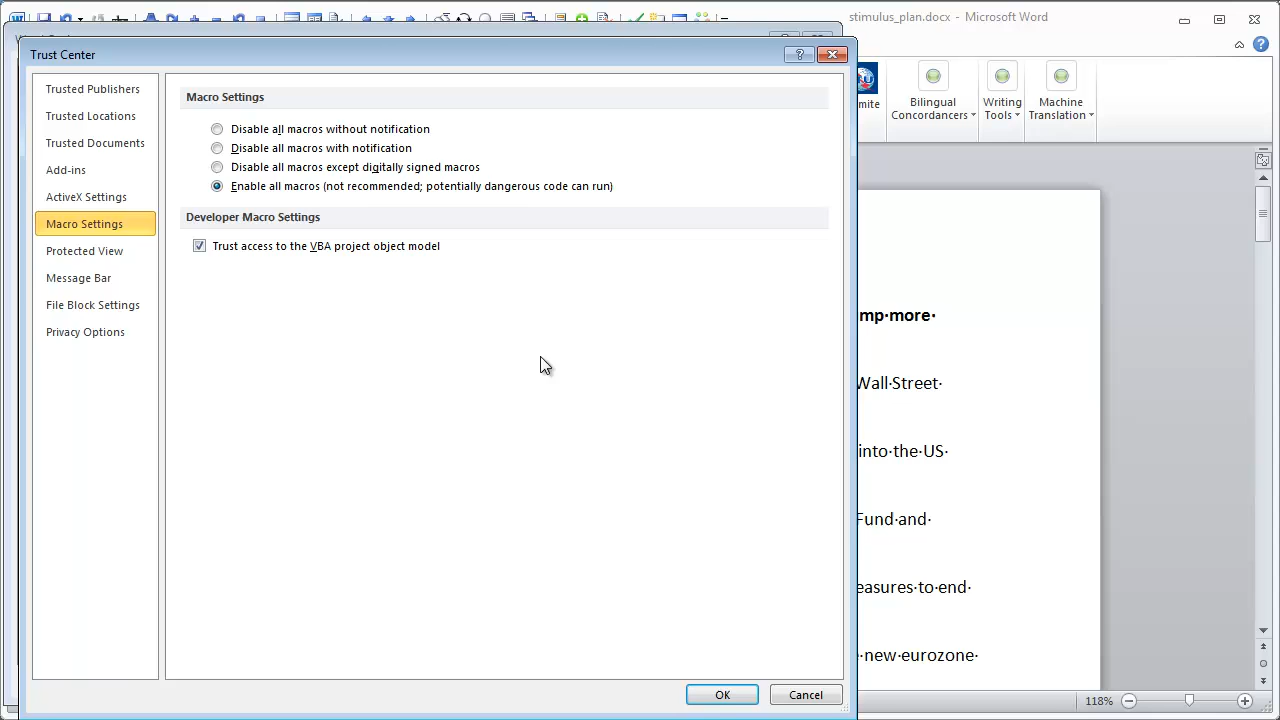 stimulus_plan.docx - Microsoft Word
Trust Center
Trusted Publishers
Trusted Locations
Trusted Documents
Add-ins
ActiveX Settings
Macro Settings
Protected View
Message Bar
File Block Settings
Privacy Options
Macro Settings
Disable all macros without notification
Disable all macros with notification
Disable all macros except digitally signed macros
Enable all macros (not recommended; potentially dangerous code can run)
Developer Macro Settings
Trust access to the VBA project object model
OK
Cancel
mite
Bilingual
Concordancers
Writing
Tools
Machine
Translation
mp·more·
Wall·Street·
into·the·US·
Fund·and·
easures·to·end·
·new·eurozone·
118%